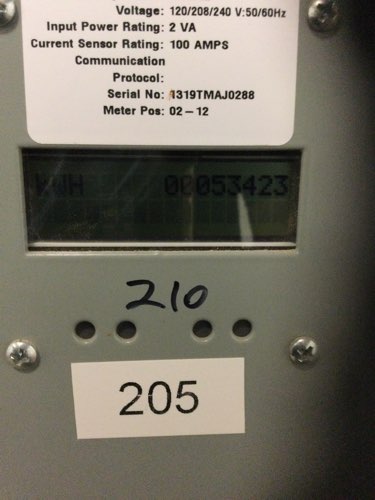 Voltage: 120/208/240 V:50/60Hz
Input Power Rating: 2 VA
Current Sensor Rating: 100 AMPS
Communication
Protocol:
Serial No: 1319TMAJ0288
Meter Pos: 02-12
KWH 00053423
210
205